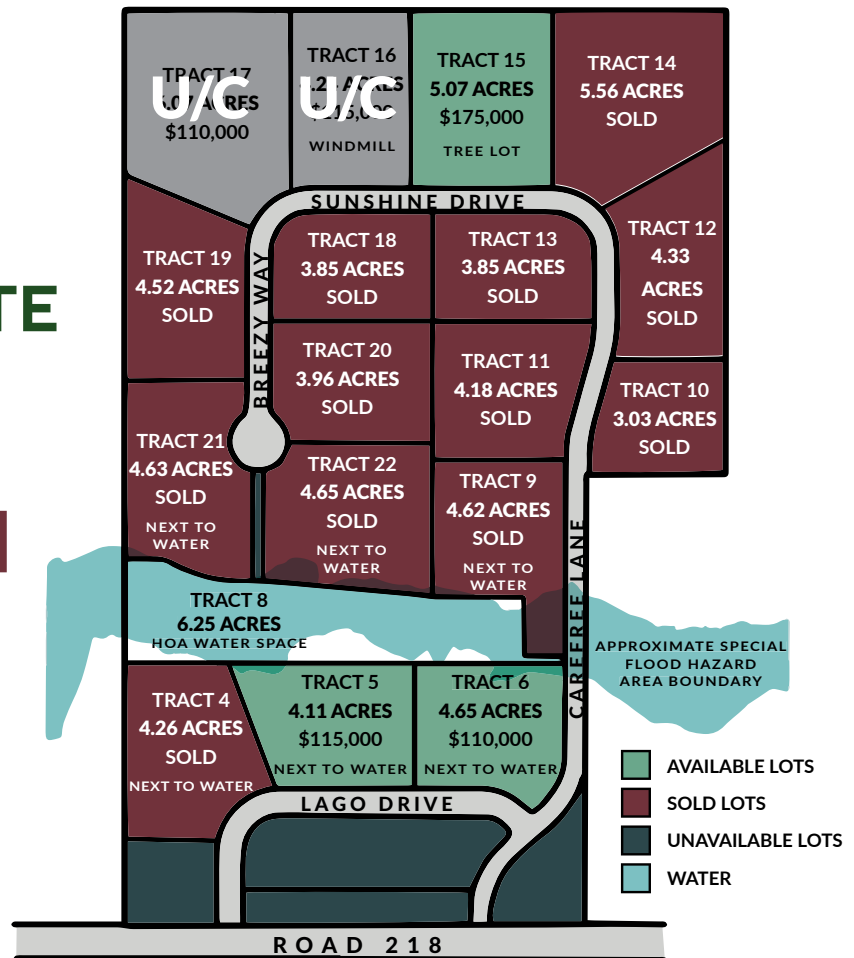 TRACT 17
U/C
ACRES
$110,000
TRACT 16
ACRES
U/C
WINDMILL
TRACT 15
5.07 ACRES
$175,000
TREE LOT
TRACT 14
5.56 ACRES
SOLD
SUNSHINE DRIVE
BREEZY WAY
TRACT 19
4.52 ACRES
SOLD
TRACT 18
3.85 ACRES
SOLD
TRACT 13
3.85 ACRES
SOLD
TRACT 12
4.33
ACRES
SOLD
TE
TRACT 20
3.96 ACRES
SOLD
TRACT 11
4.18 ACRES
SOLD
TRACT 10
3.03 ACRES
SOLD
TRACT 21
4.63 ACRES
SOLD
NEXT TO
WATER
TRACT 22
4.65 ACRES
SOLD
NEXT TO
WATER
TRACT 9
4.62 ACRES
SOLD
NEXT TO
WATER
CAREFREE LANE
TRACT 8
6.25 ACRES
HOA WATER SPACE
APPROXIMATE SPECIAL
FLOOD HAZARD
AREA BOUNDARY
TRACT 4
4.26 ACRES
SOLD
NEXT TO WATER
TRACT 5
4.11 ACRES
$115,000
NEXT TO WATER
TRACT 6
4.65 ACRES
$110,000
NEXT TO WATER
LAGO DRIVE
AVAILABLE LOTS
SOLD LOTS
UNAVAILABLE LOTS
WATER
ROAD 218